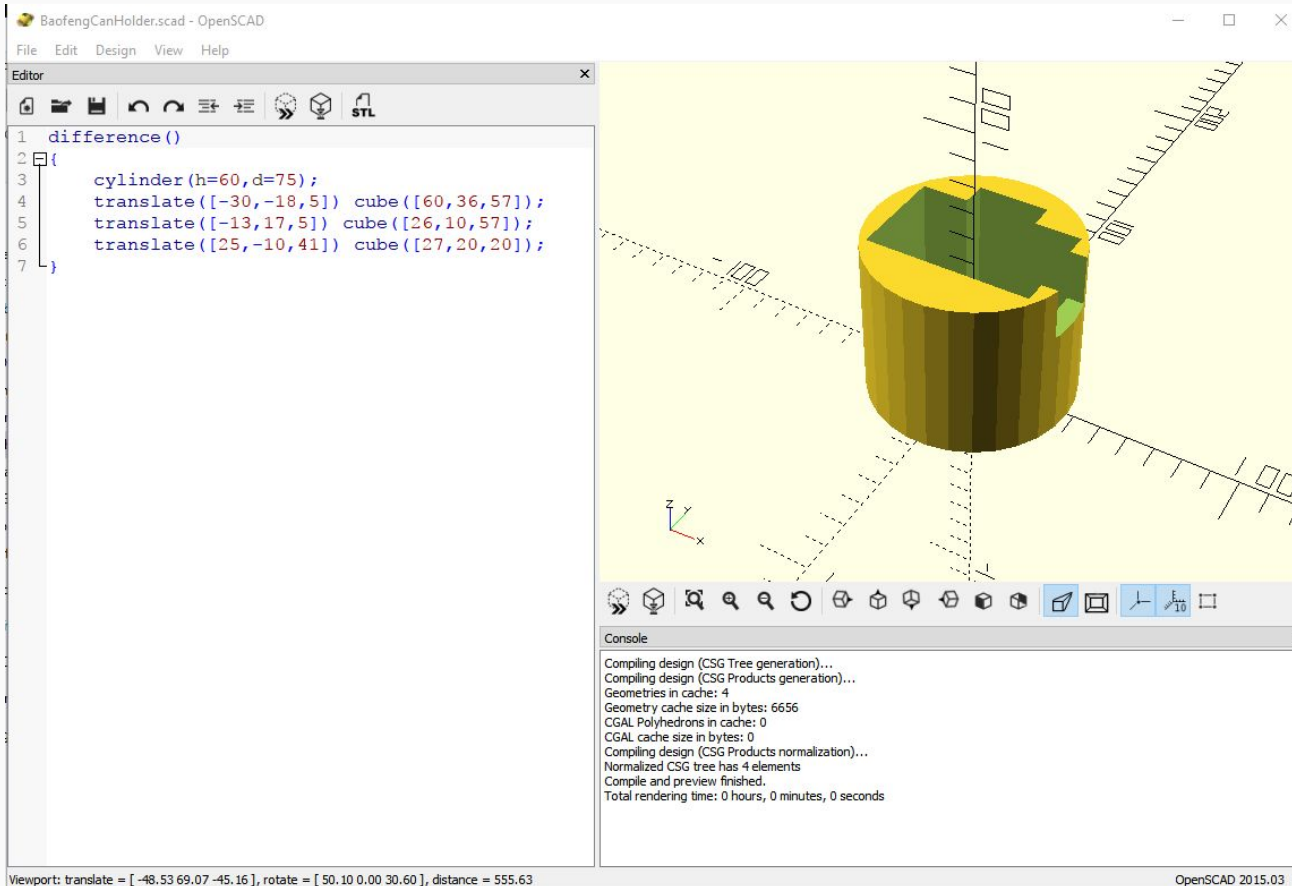 BaofengCanHolder.scad - OpenSCAD
File Edit Design View Help
Editor
STL
1 difference()
2 {
3 cylinder(h=60,d=75);
4 translate([-30,-18,5]) cube([60,36,57]);
5 translate([-13,17,5]) cube([26,10,57]);
6 translate([25,-10,41]) cube([27,20,20]);
7 }
Z
Y
X
10
Console
Compiling design (CSG Tree generation)...
Compiling design (CSG Products generation)...
Geometries in cache: 4
Geometry cache size in bytes: 6656
CGAL Polyhedrons in cache: 0
CGAL cache size in bytes: 0
Compiling design (CSG Products normalization)...
Normalized CSG tree has 4 elements
Compile and preview finished.
Total rendering time: 0 hours, 0 minutes, 0 seconds
Viewport: translate = [ -48.53 69.07 -45.16 ], rotate = [ 50.10 0.00 30.60 ], distance = 555.63
OpenSCAD 2015.03